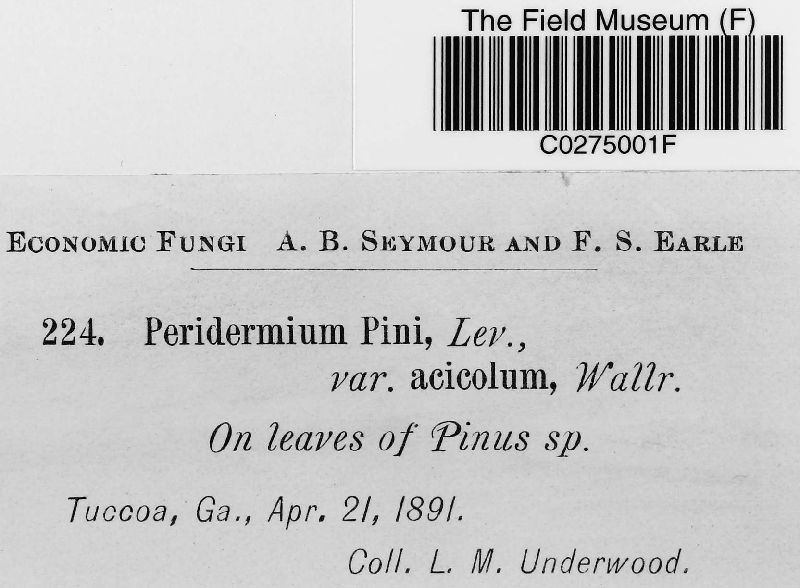 The Field Museum (F)
C0275001F
ECONOMIC FUNGI A. B. SEYMOUR AND F. S. EARLE
224. Peridermium Pini, Lev.,
var. acicolum, Wallr.
On leaves of Pinus sp.
Tuccoa, Ga., Apr. 21, 1891.
Coll. L. M. Underwood.